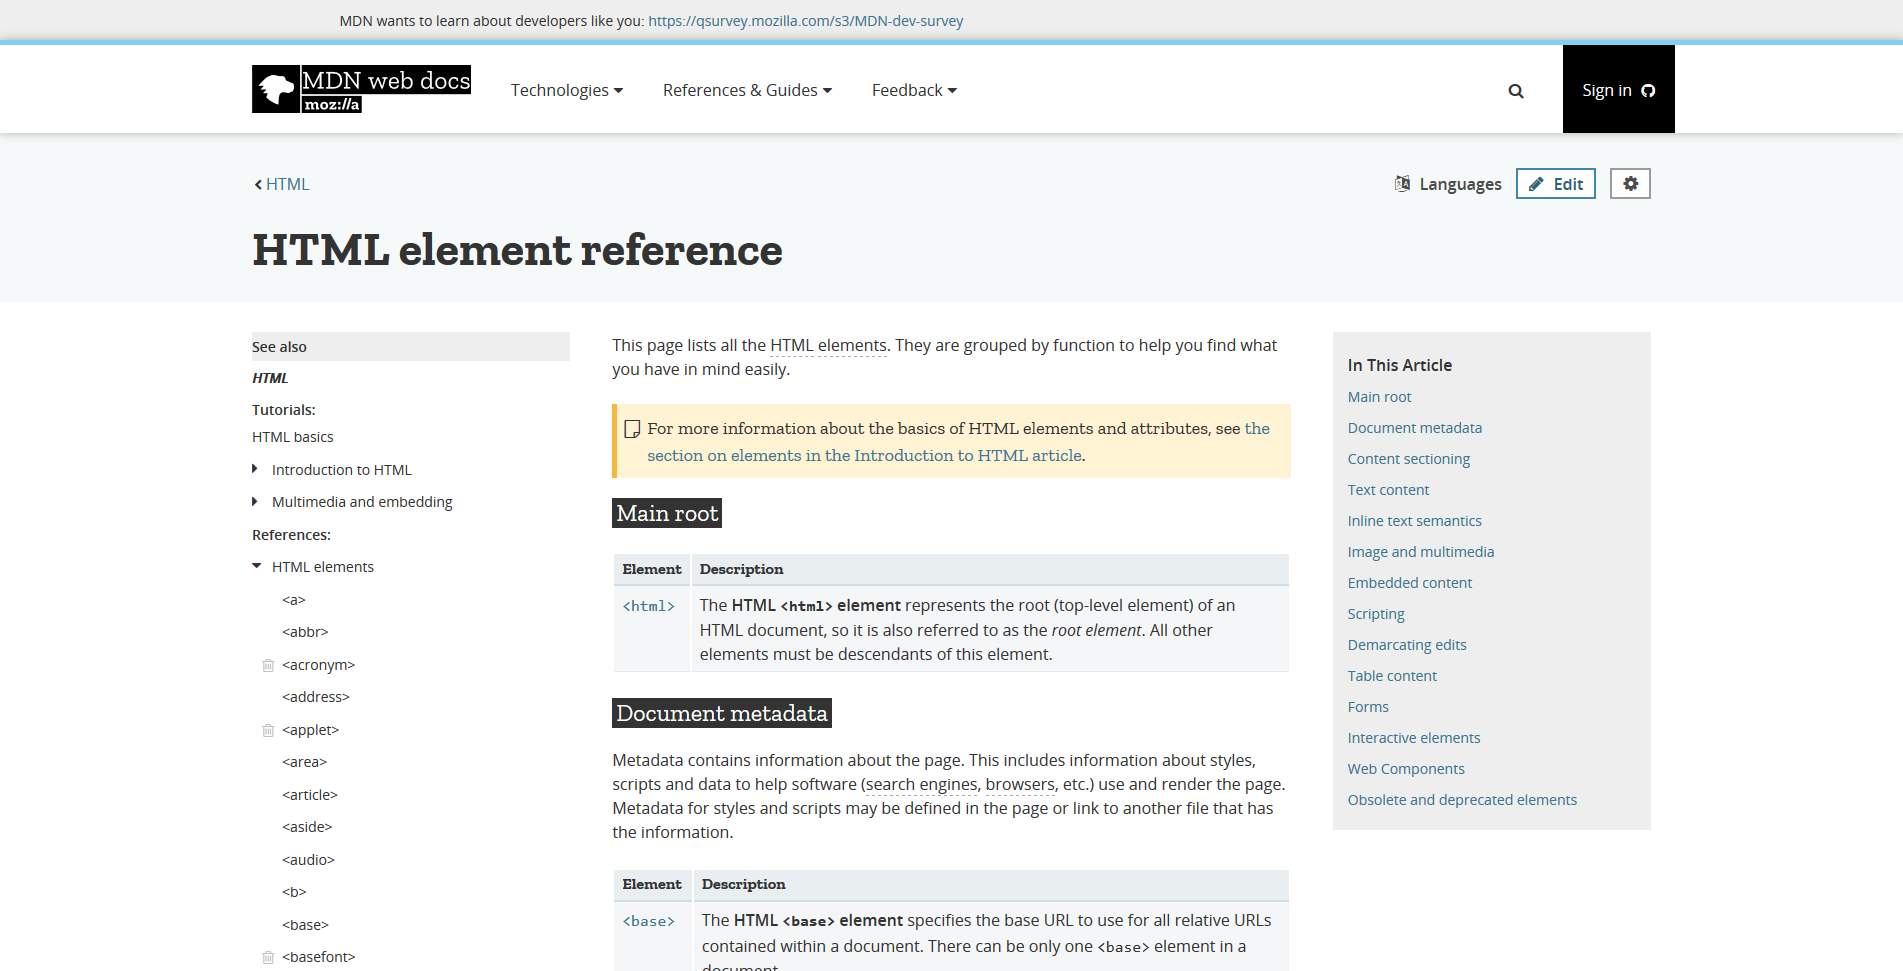 MDN wants to learn about developers like you: https://qsurvey.mozilla.com/s3/MDN-dev-survey
MDN web docs
moz://a
Technologies
References & Guides
Feedback
Sign in
HTML
Languages
Edit
HTML element reference
See also
HTML
Tutorials:
HTML basics
Introduction to HTML
Multimedia and embedding
References:
HTML elements
<a>
<abbr>
<acronym>
<address>
<applet>
<area>
<article>
<aside>
<audio>
<b>
<base>
<basefont>
This page lists all the HTML elements. They are grouped by function to help you find what
you have in mind easily.
For more information about the basics of HTML elements and attributes, see the
section on elements in the Introduction to HTML article.
Main root
Element Description
<html> The HTML <html> element represents the root (top-level element) of an
HTML document, so it is also referred to as the root element. All other
elements must be descendants of this element.
Document metadata
Metadata contains information about the page. This includes information about styles,
scripts and data to help software (search engines, browsers, etc.) use and render the page.
Metadata for styles and scripts may be defined in the page or link to another file that has
the information.
Element Description
<base> The HTML <base> element specifies the base URL to use for all relative URLs
contained within a document. There can be only one <base> element in a
document.
In This Article
Main root
Document metadata
Content sectioning
Text content
Inline text semantics
Image and multimedia
Embedded content
Scripting
Demarcating edits
Table content
Forms
Interactive elements
Web Components
Obsolete and deprecated elements